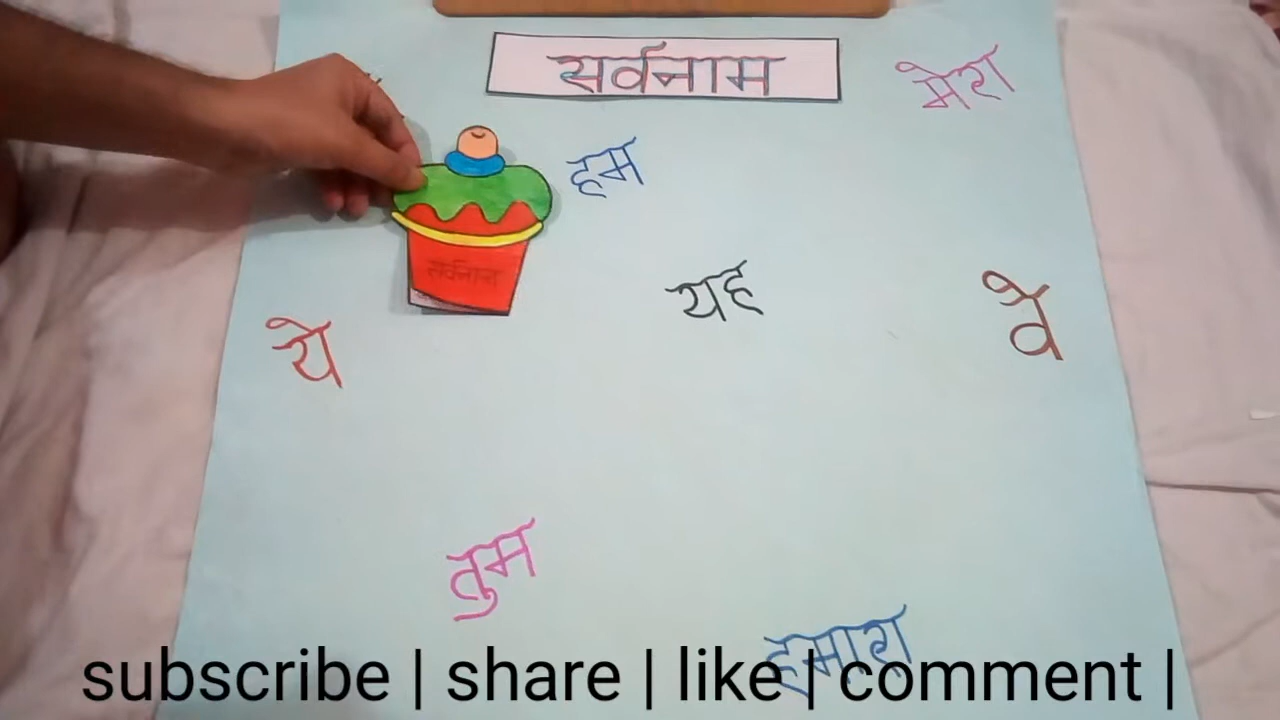 सर्वनाम
मेरा
हम
सर्वनाम
यह
वे
ये
तुम
हमारा
subscribe | share | like | comment |